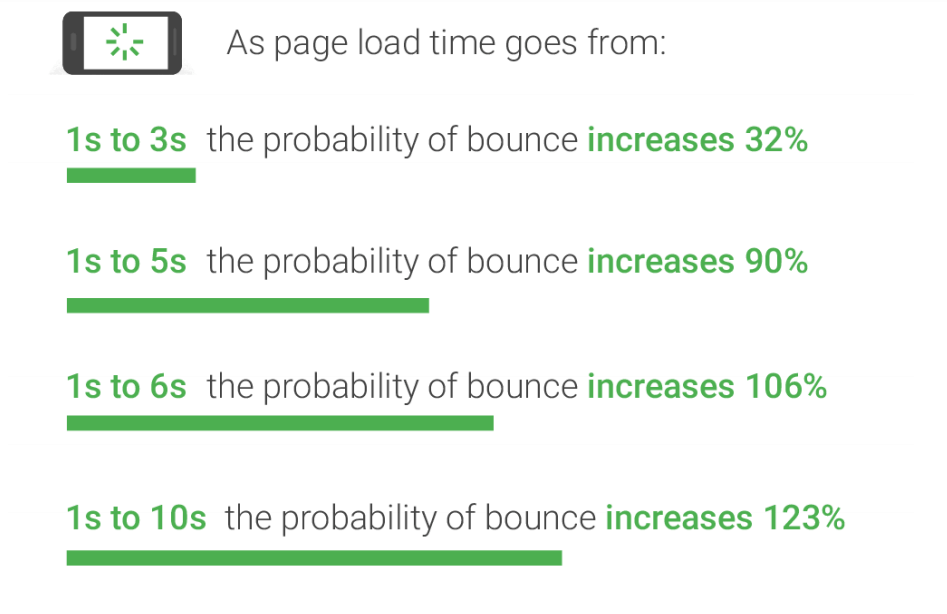 As page load time goes from:
1s to 3s the probability of bounce increases 32%
1s to 5s the probability of bounce increases 90%
1s to 6s the probability of bounce increases 106%
1s to 10s the probability of bounce increases 123%